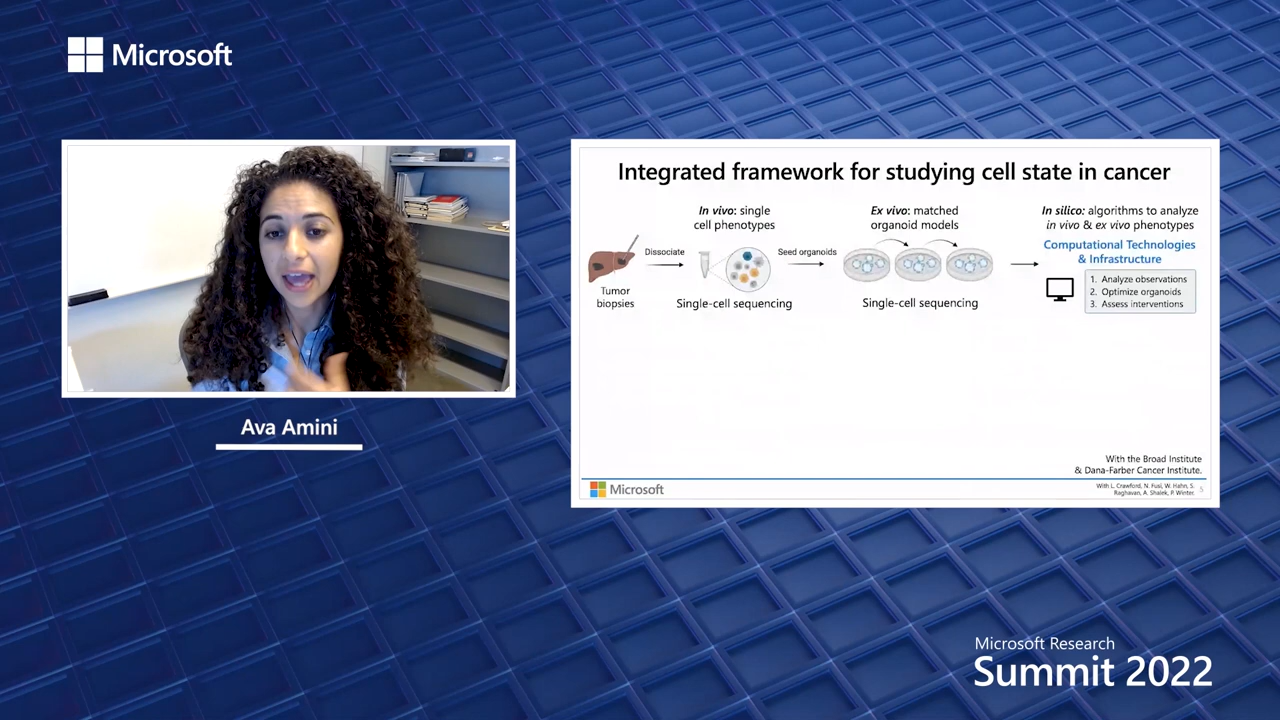 Microsoft
Ava Amini
Integrated framework for studying cell state in cancer
In vivo: single
cell phenotypes
Ex vivo: matched
organoid models
In silico: algorithms to analyze
in vivo & ex vivo phenotypes
Computational Technologies
& Infrastructure
Dissociate
Seed organoids
1. Analyze observations
2. Optimize organoids
3. Assess interventions
Tumor
biopsies
Single-cell sequencing
Single-cell sequencing
With the Broad Institute
& Dana-Farber Cancer Institute.
Microsoft
With L. Crawford, N. Fusi, W. Hahn, S.
Raghavan, A. Shalek, P. Winter.
5
Microsoft Research
Summit 2022